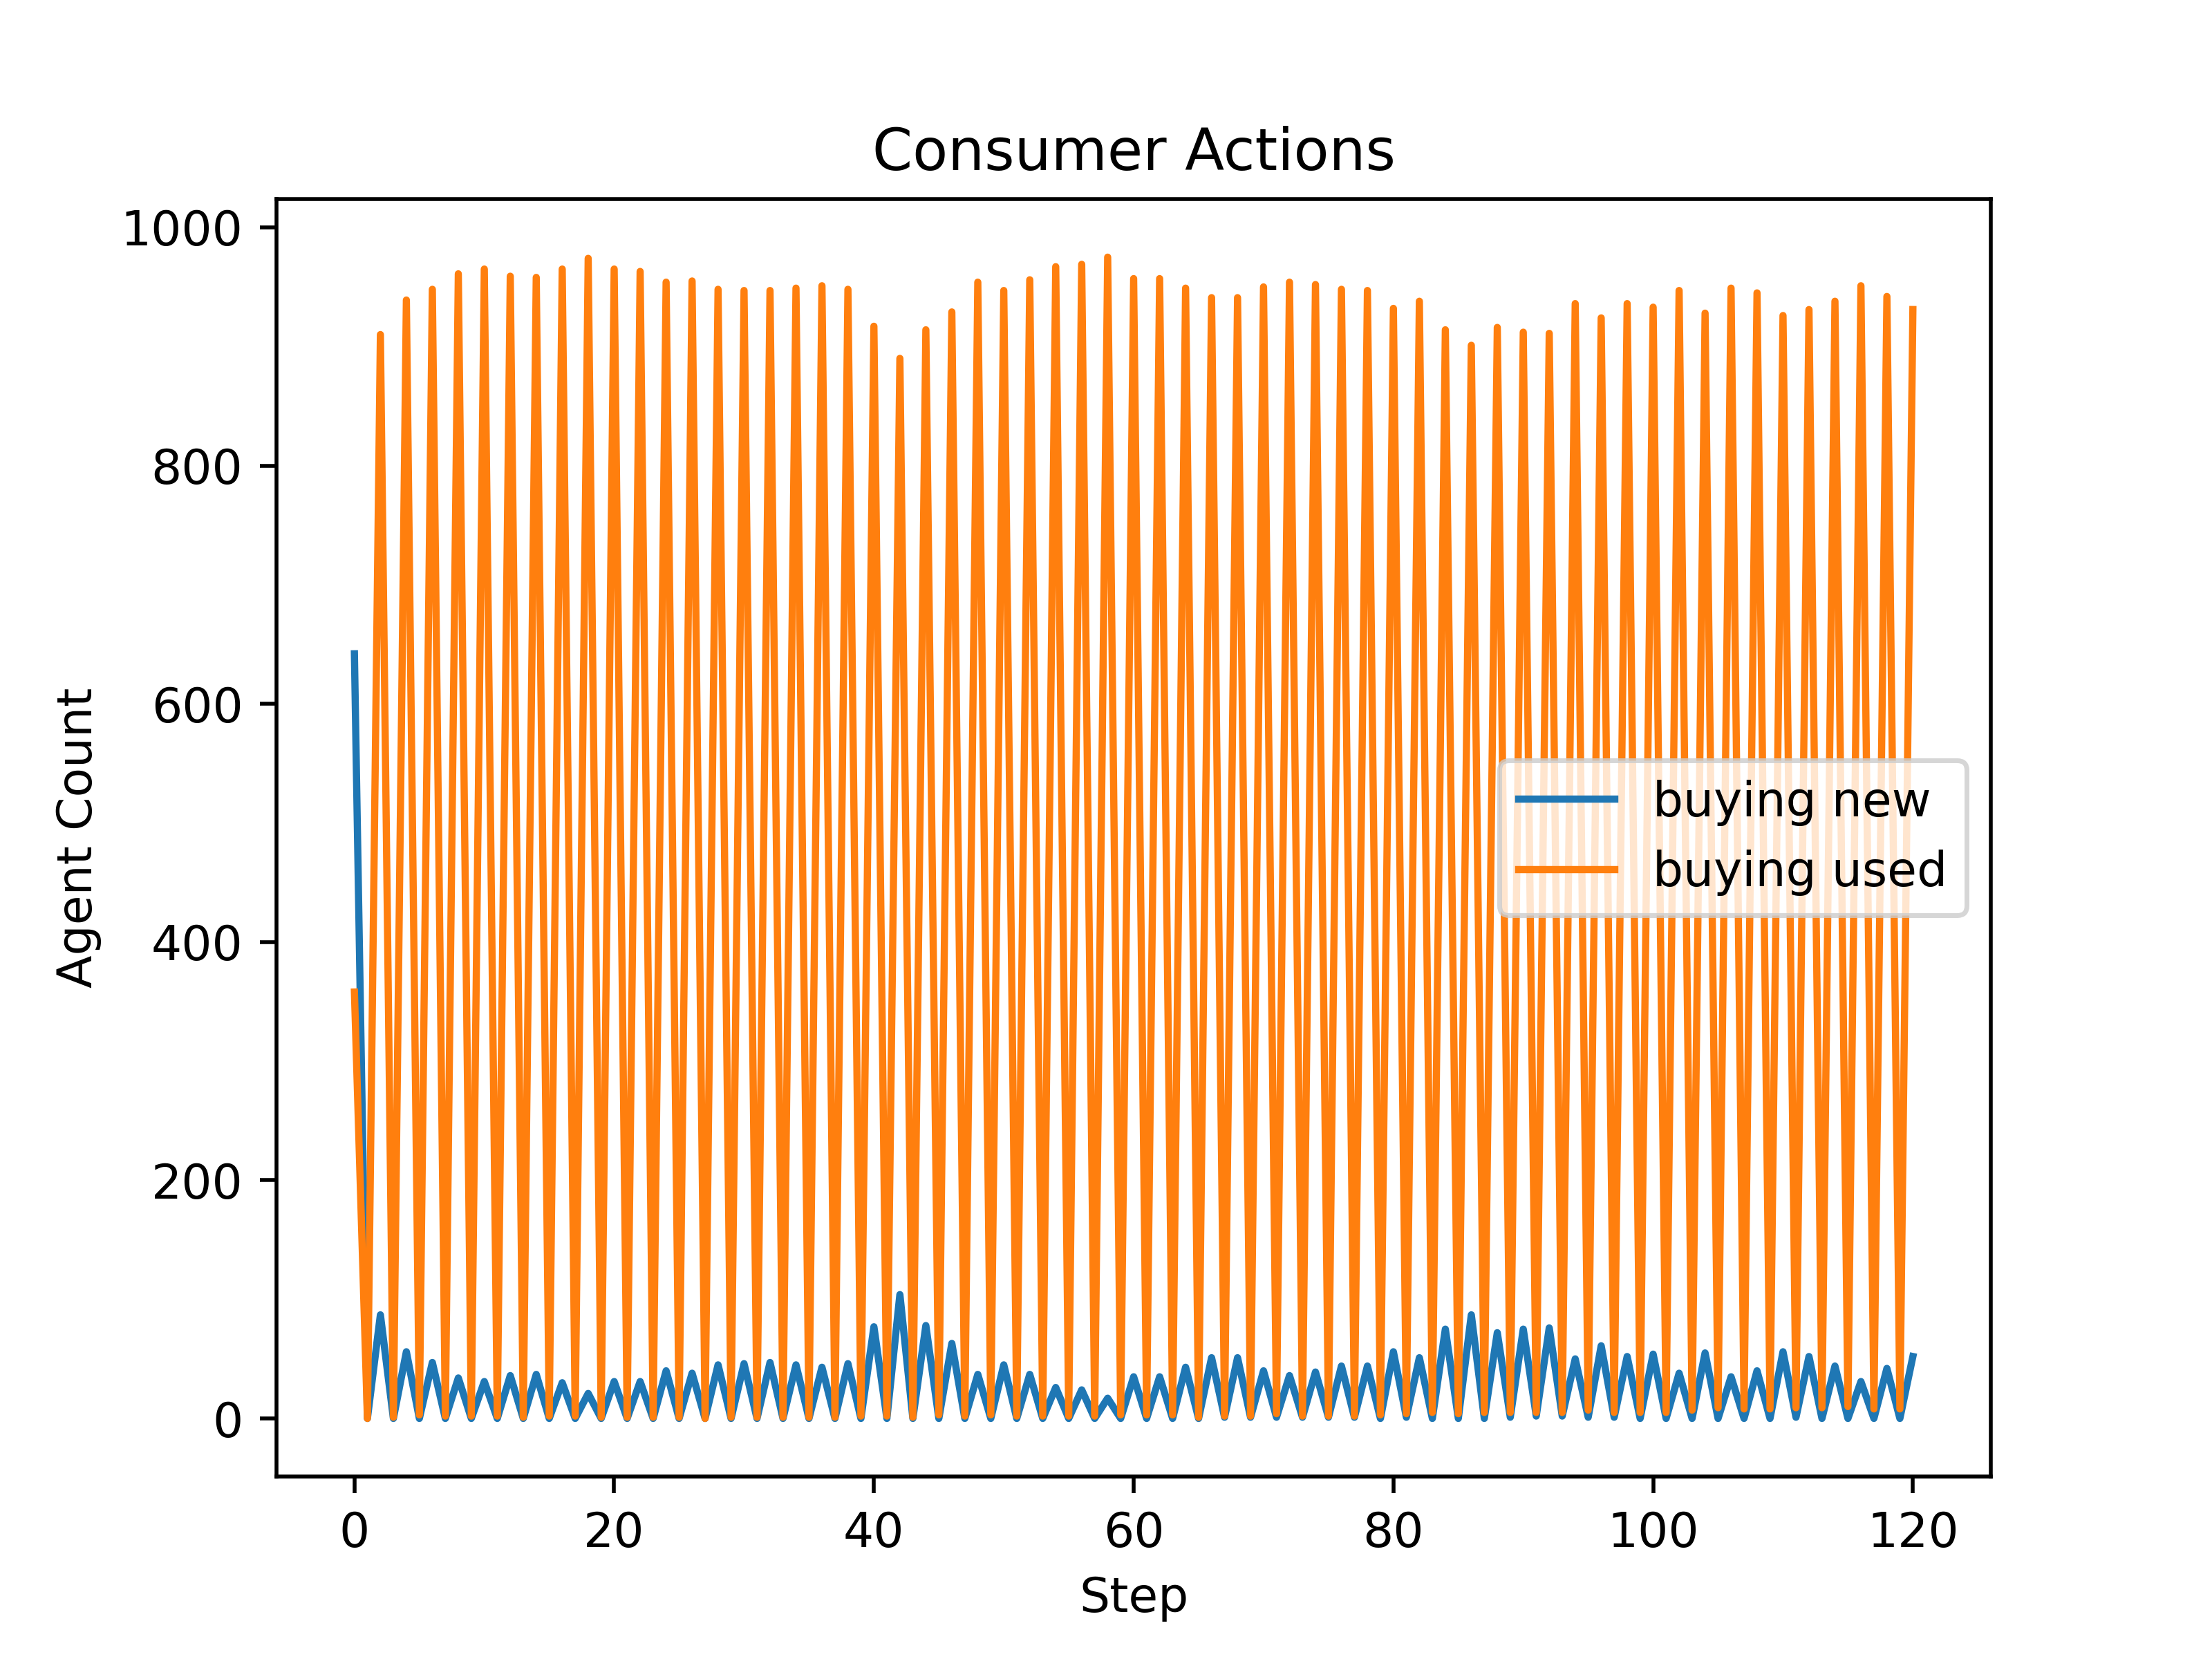 Consumer Actions
1000
800
600
400
200
0
Agent Count
buying new
buying used
0 20 40 60 80 100 120
Step